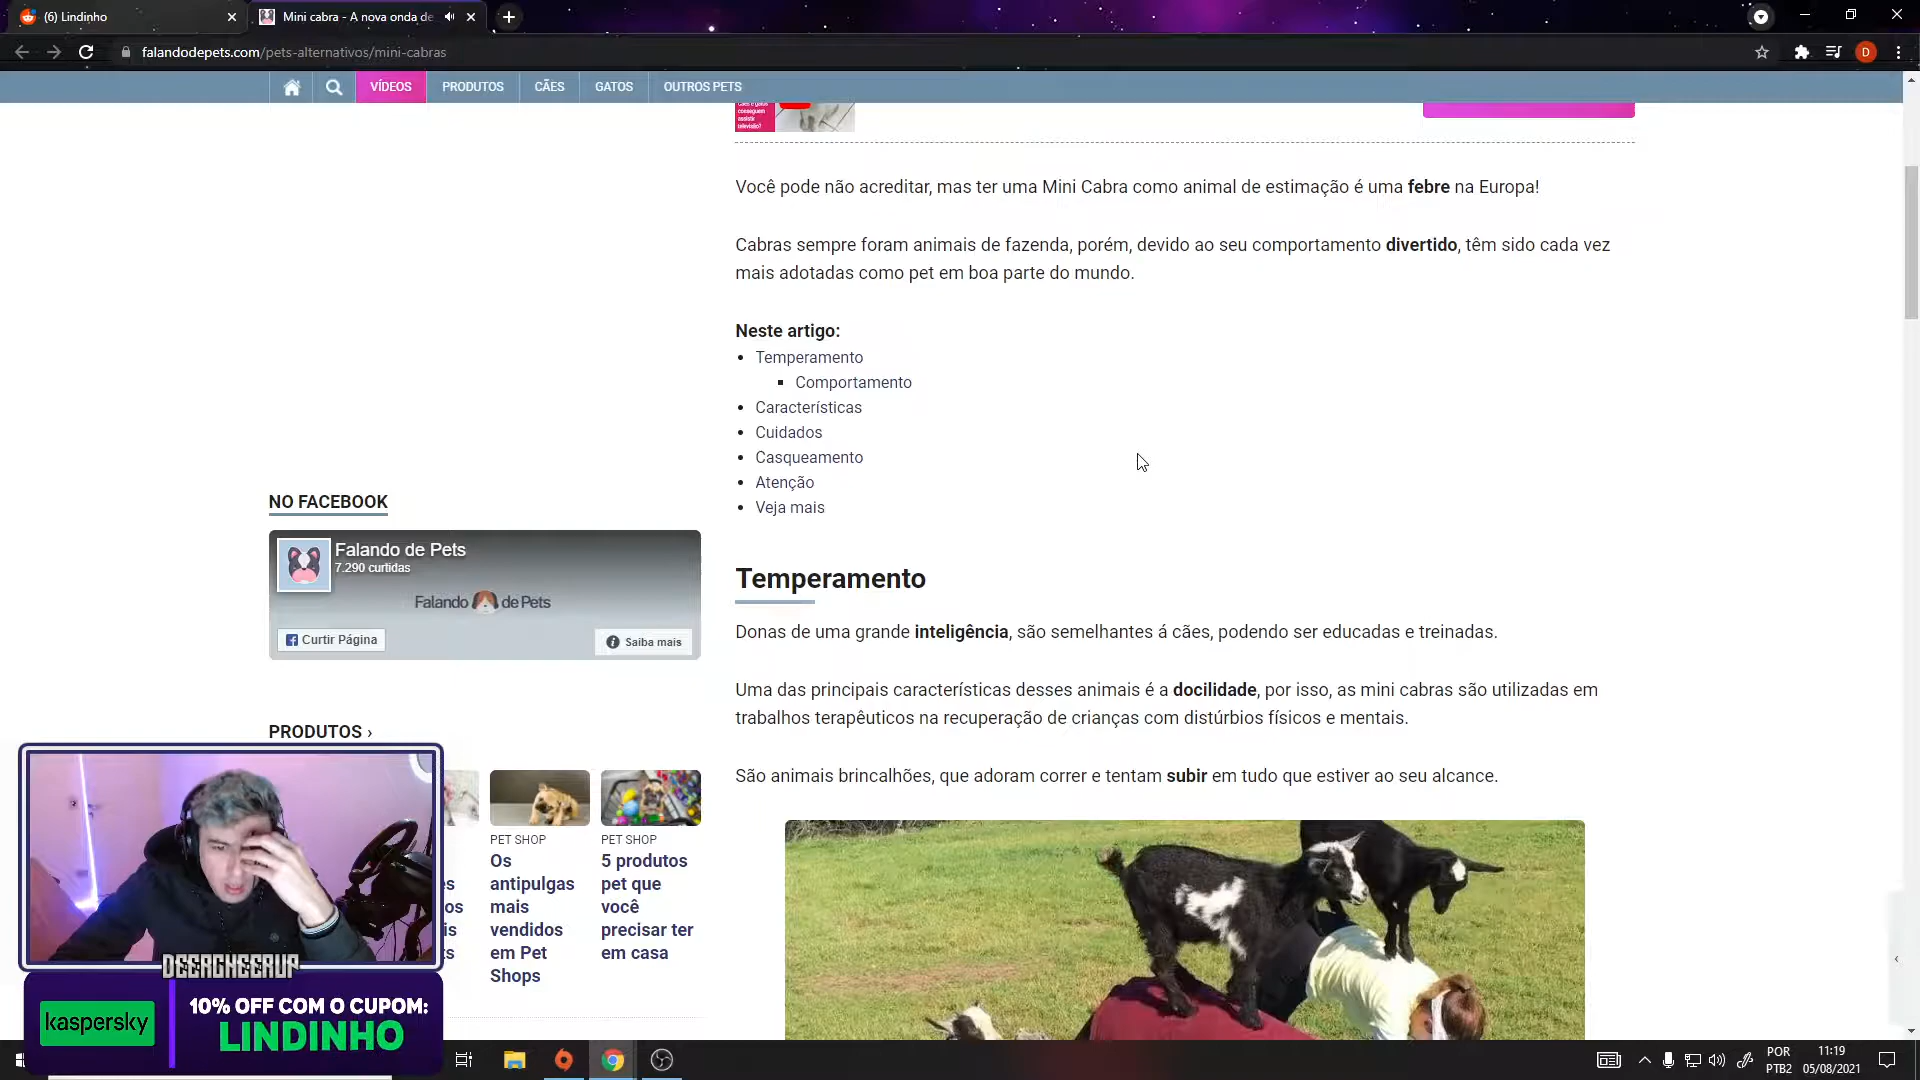 (6) Lindinho
Mini cabra - A nova onda de
falandodepets.com/pets-alternativos/mini-cabras
D
VÍDEOS
PRODUTOS
CÃES
GATOS
OUTROS PETS
conseguem
assistir
televisão?
Você pode não acreditar, mas ter uma Mini Cabra como animal de estimação é uma febre na Europa!
Cabras sempre foram animais de fazenda, porém, devido ao seu comportamento divertido, têm sido cada vez
mais adotadas como pet em boa parte do mundo.
Neste artigo:
Temperamento
Comportamento
Características
Cuidados
Casqueamento
Atenção
Veja mais
NO FACEBOOK
Falando de Pets
7.290 curtidas
Falando de Pets
Curtir Página
Saiba mais
Temperamento
Donas de uma grande inteligência, são semelhantes á cães, podendo ser educadas e treinadas.
Uma das principais características desses animais é a docilidade, por isso, as mini cabras são utilizadas em
trabalhos terapêuticos na recuperação de crianças com distúrbios físicos e mentais.
São animais brincalhões, que adoram correr e tentam subir em tudo que estiver ao seu alcance.
PRODUTOS ›
PET SHOP
Os
antipulgas
mais
vendidos
em Pet
Shops
PET SHOP
5 produtos
pet que
você
precisar ter
em casa
es
os
is
s
kaspersky
10% OFF COM O CUPOM:
LINDINHO
POR
PTB2
11:19
05/08/2021